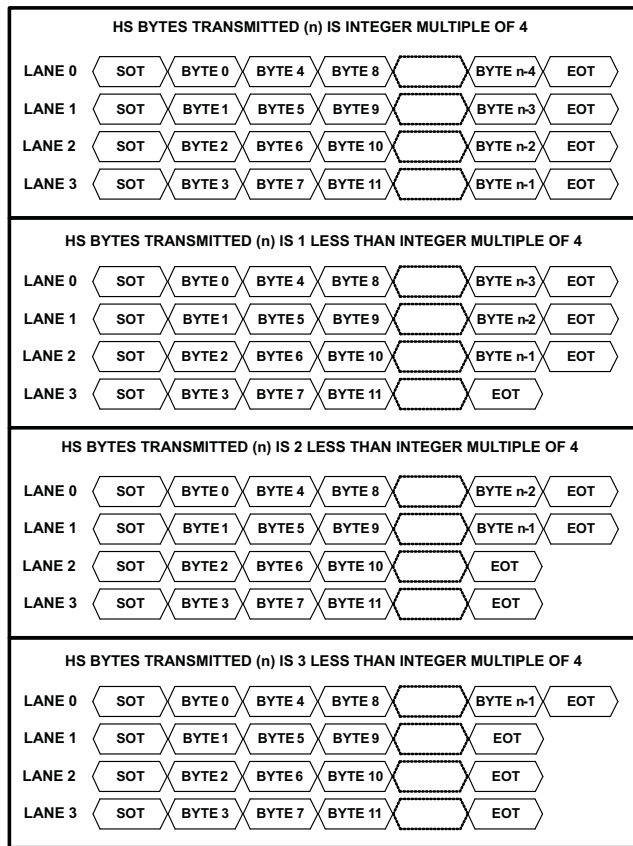 HS BYTES TRANSMITTED (n) IS INTEGER MULTIPLE OF 4
LANE 0 SOT BYTE 0 BYTE 4 BYTE 8 BYTE n-4 EOT
LANE 1 SOT BYTE 1 BYTE 5 BYTE 9 BYTE n-3 EOT
LANE 2 SOT BYTE 2 BYTE 6 BYTE 10 BYTE n-2 EOT
LANE 3 SOT BYTE 3 BYTE 7 BYTE 11 BYTE n-1 EOT
HS BYTES TRANSMITTED (n) IS 1 LESS THAN INTEGER MULTIPLE OF 4
LANE 0 SOT BYTE 0 BYTE 4 BYTE 8 BYTE n-3 EOT
LANE 1 SOT BYTE 1 BYTE 5 BYTE 9 BYTE n-2 EOT
LANE 2 SOT BYTE 2 BYTE 6 BYTE 10 BYTE n-1 EOT
LANE 3 SOT BYTE 3 BYTE 7 BYTE 11 EOT
HS BYTES TRANSMITTED (n) IS 2 LESS THAN INTEGER MULTIPLE OF 4
LANE 0 SOT BYTE 0 BYTE 4 BYTE 8 BYTE n-2 EOT
LANE 1 SOT BYTE 1 BYTE 5 BYTE 9 BYTE n-1 EOT
LANE 2 SOT BYTE 2 BYTE 6 BYTE 10 EOT
LANE 3 SOT BYTE 3 BYTE 7 BYTE 11 EOT
HS BYTES TRANSMITTED (n) IS 3 LESS THAN INTEGER MULTIPLE OF 4
LANE 0 SOT BYTE 0 BYTE 4 BYTE 8 BYTE n-1 EOT
LANE 1 SOT BYTE 1 BYTE 5 BYTE 9 EOT
LANE 2 SOT BYTE 2 BYTE 6 BYTE 10 EOT
LANE 3 SOT BYTE 3 BYTE 7 BYTE 11 EOT